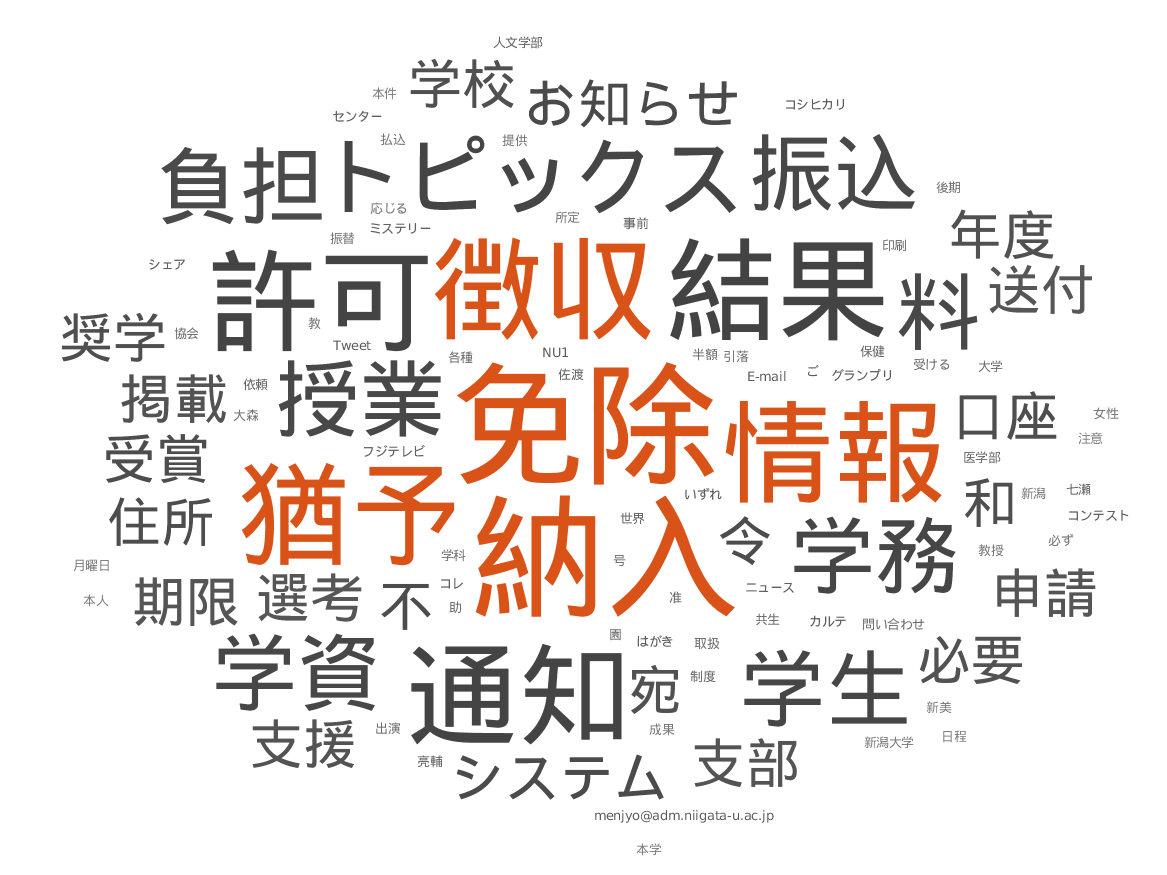 人文学部
学校
本件
お知らせ
コシヒカリ
センター
払込
提供
負担
トピックス
振込
後期
応じる
所定
事前
ミステリー
振替
年度
印刷
シェア
許可
徴収
結果
料
送付
奨学
協会
教
Tweet
各種
NU1
半額
引落
保健
受ける
大学
佐渡
E-mail
ご
グランプリ
掲載
依頼
大森
授業
免除
情報
口座
女性
注意
受賞
フジテレビ
医学部
住所
猶予
納入
いずれ
世界
令
学務
和
新潟
七瀬
コンテスト
必ず
教授
月曜日
本人
学科
号
期限
選考
不
コレ
助
准
ニュース
申請
共生
カルテ
問い合わせ
園
はがき
取扱
学資
通知
宛
制度
学生
必要
新美
支援
出演
成果
新潟大学
日程
亮輔
システム
支部
menjyo@adm.niigata-u.ac.jp
本学